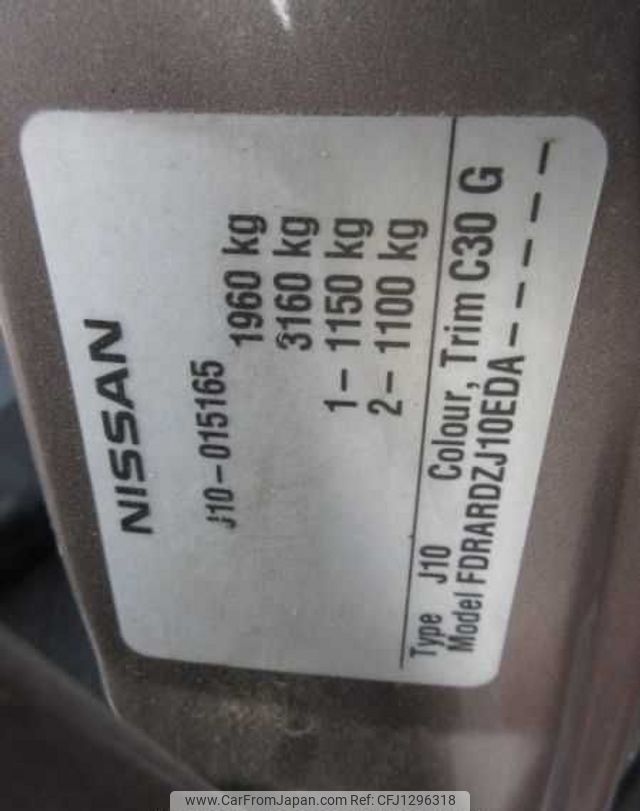 NISSAN
J10-015165
1960 kg
3160 kg
1- 1150 kg
2- 1100 kg
Type J10 Colour, Trim C30 G
Model FDRARDZJ10EDA-----
www.CarFromJapan.com Ref: CFJ1296318